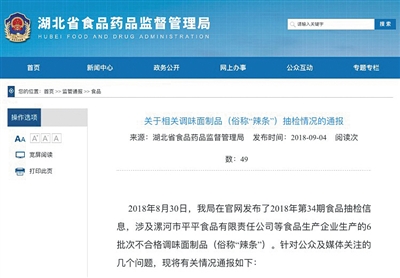 湖北省食品药品监督管理局
HUBEI FOOD AND DRUG ADMINISTRATION
请输入关键字
首页 新闻中心 政务公开 网上办事 公众互动 专题专栏
您的位置：首页 >> 监管通报 >> 食品
操作选项
宽屏阅读
打印此页
关于相关调味面制品（俗称“辣条”）抽检情况的通报
来源：湖北省食品药品监督管理局 发布时间：2018-09-04 阅读次
数：49
2018年8月30日，我局在官网发布了2018年第34期食品抽检信
息，涉及漯河市平平食品有限责任公司等食品生产企业生产的6
批次不合格调味面制品（俗称“辣条”）。针对公众及媒体关注的
几个问题，现将有关情况通报如下：